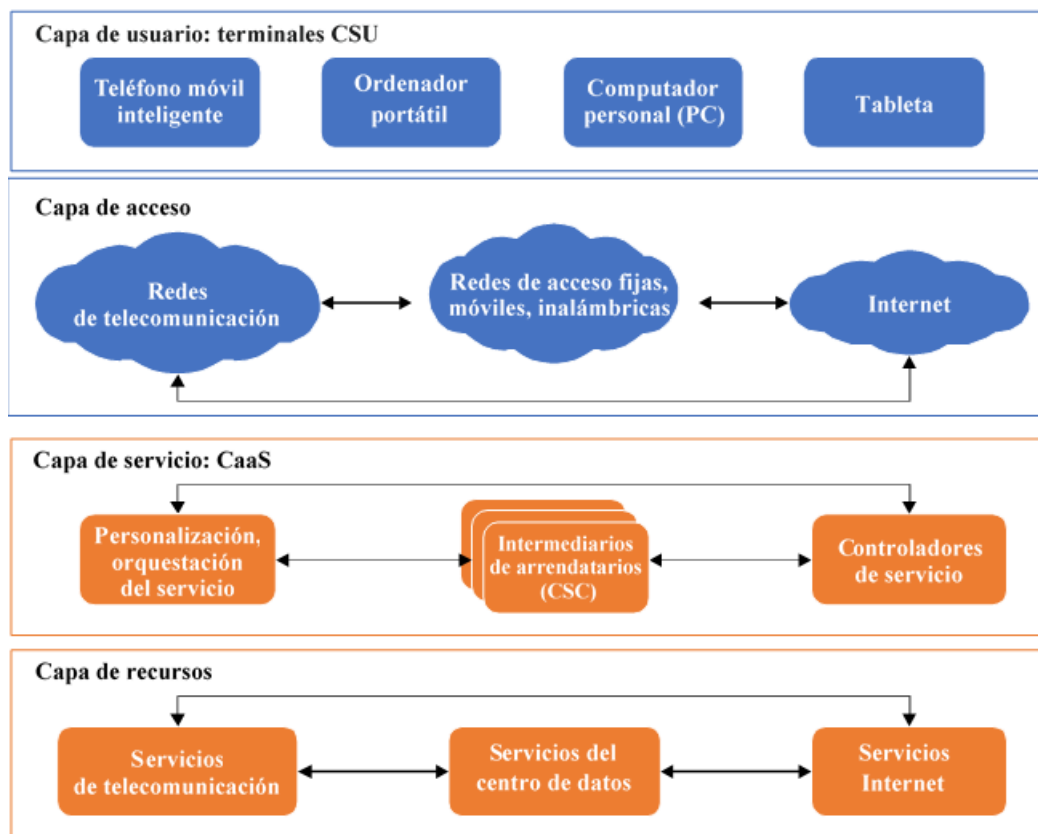 Capa de usuario: terminales CSU
Teléfono móvil
inteligente
Ordenador
portátil
Computador
personal (PC)
Tableta
Capa de acceso
Redes
de telecomunicación
Redes de acceso fijas,
móviles, inalámbricas
Internet
Capa de servicio: CaaS
Personalización,
orquestación
del servicio
Intermediarios
de arrendatarios
(CSC)
Controladores
de servicio
Capa de recursos
Servicios
de telecomunicación
Servicios del
centro de datos
Servicios
Internet